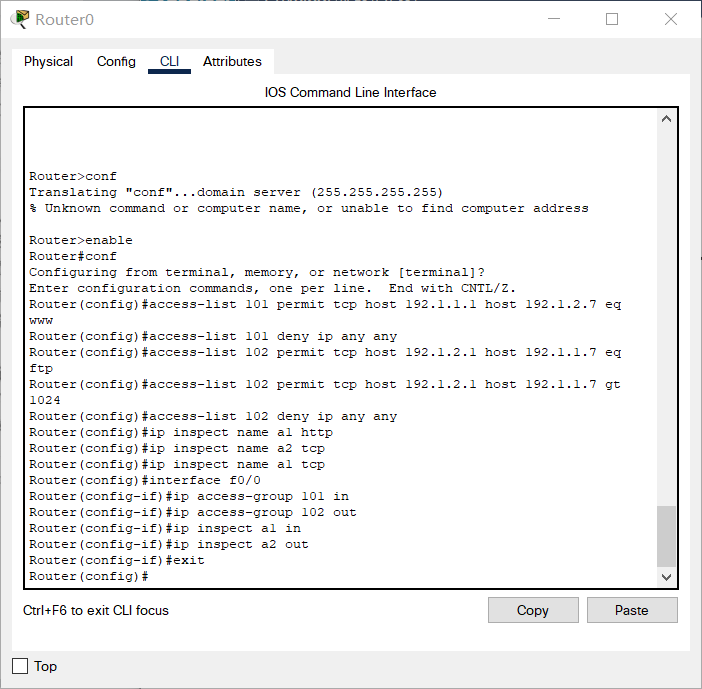 Router0
Physical Config CLI Attributes
IOS Command Line Interface
Router>conf
Translating "conf"...domain server (255.255.255.255)
% Unknown command or computer name, or unable to find computer address
Router>enable
Router#conf
Configuring from terminal, memory, or network [terminal]?
Enter configuration commands, one per line.  End with CNTL/Z.
Router(config)#access-list 101 permit tcp host 192.1.1.1 host 192.1.2.7 eq
www
Router(config)#access-list 101 deny ip any any
Router(config)#access-list 102 permit tcp host 192.1.2.1 host 192.1.1.7 eq
ftp
Router(config)#access-list 102 permit tcp host 192.1.2.1 host 192.1.1.7 gt
1024
Router(config)#access-list 102 deny ip any any
Router(config)#ip inspect name a1 http
Router(config)#ip inspect name a2 tcp
Router(config)#ip inspect name a1 tcp
Router(config)#interface f0/0
Router(config-if)#ip access-group 101 in
Router(config-if)#ip access-group 102 out
Router(config-if)#ip inspect a1 in
Router(config-if)#ip inspect a2 out
Router(config-if)#exit
Router(config)#
Ctrl+F6 to exit CLI focus
Copy Paste
Top